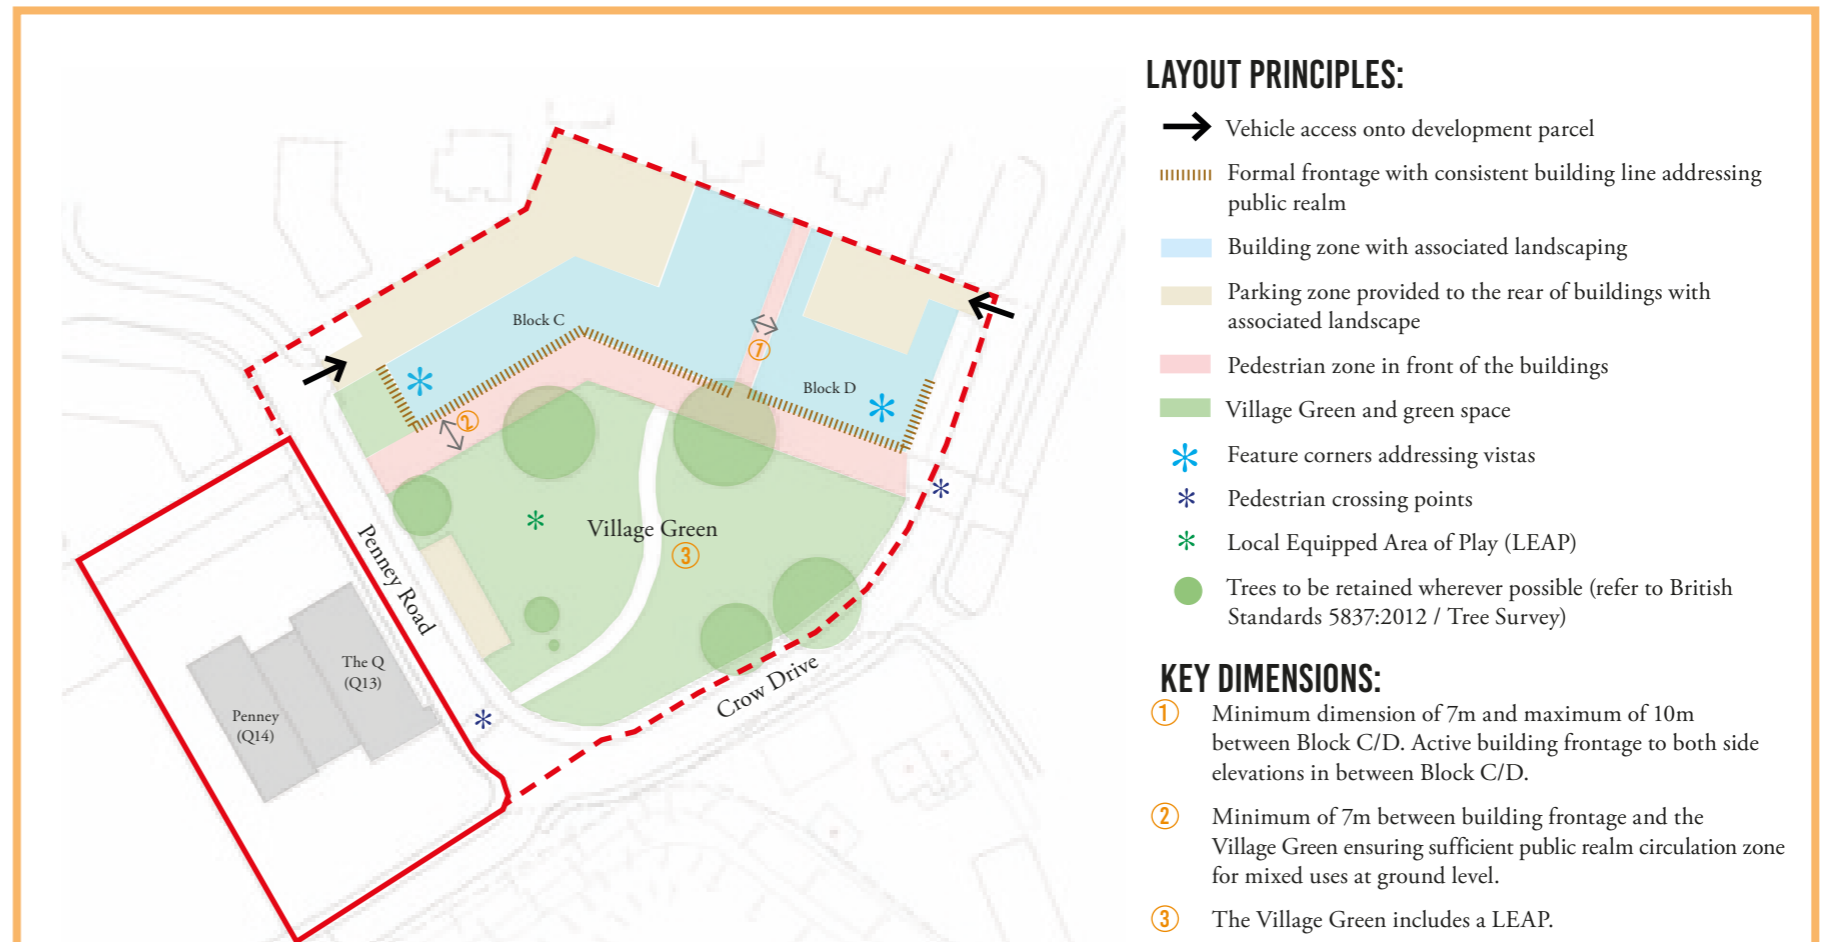 LAYOUT PRINCIPLES:
Vehicle access onto development parcel
Formal frontage with consistent building line addressing
public realm
Building zone with associated landscaping
Parking zone provided to the rear of buildings with
associated landscape
Pedestrian zone in front of the buildings
Village Green and green space
Feature corners addressing vistas
Pedestrian crossing points
Local Equipped Area of Play (LEAP)
Trees to be retained wherever possible (refer to British
Standards 5837:2012 / Tree Survey)
KEY DIMENSIONS:
① Minimum dimension of 7m and maximum of 10m
between Block C/D. Active building frontage to both side
elevations in between Block C/D.
② Minimum of 7m between building frontage and the
Village Green ensuring sufficient public realm circulation zone
for mixed uses at ground level.
③ The Village Green includes a LEAP.
Block C
①
Block D
②
Village Green
③
Penney Road
The Q
(Q13)
Penney
(Q14)
Crow Drive